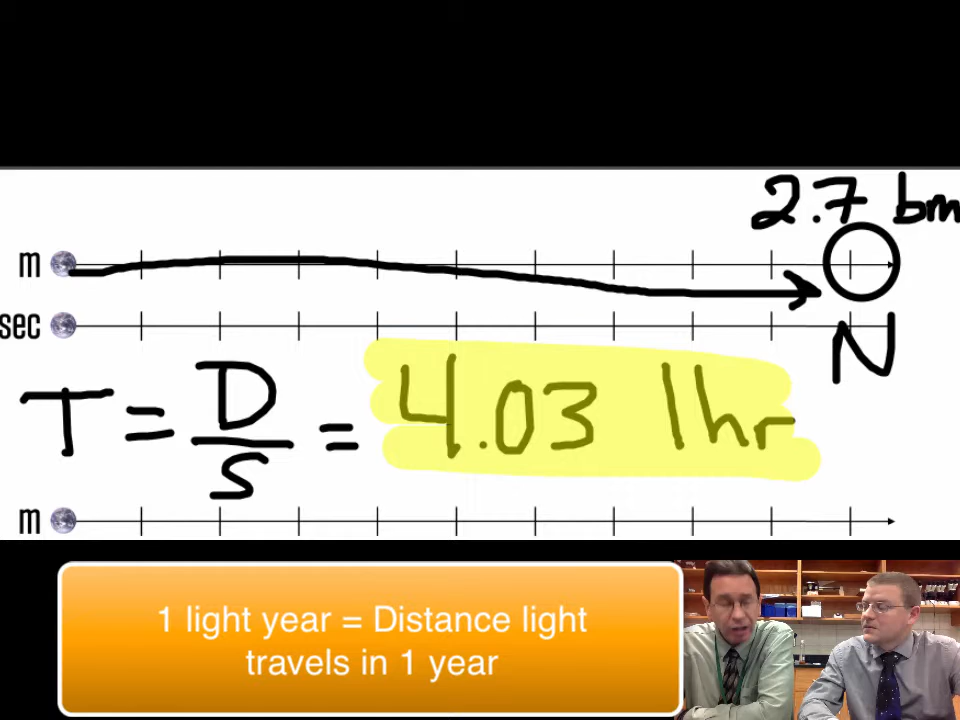 2.7 bm
m
sec
N
T = D/s = 4.03 lhr
m
1 light year = Distance light
travels in 1 year